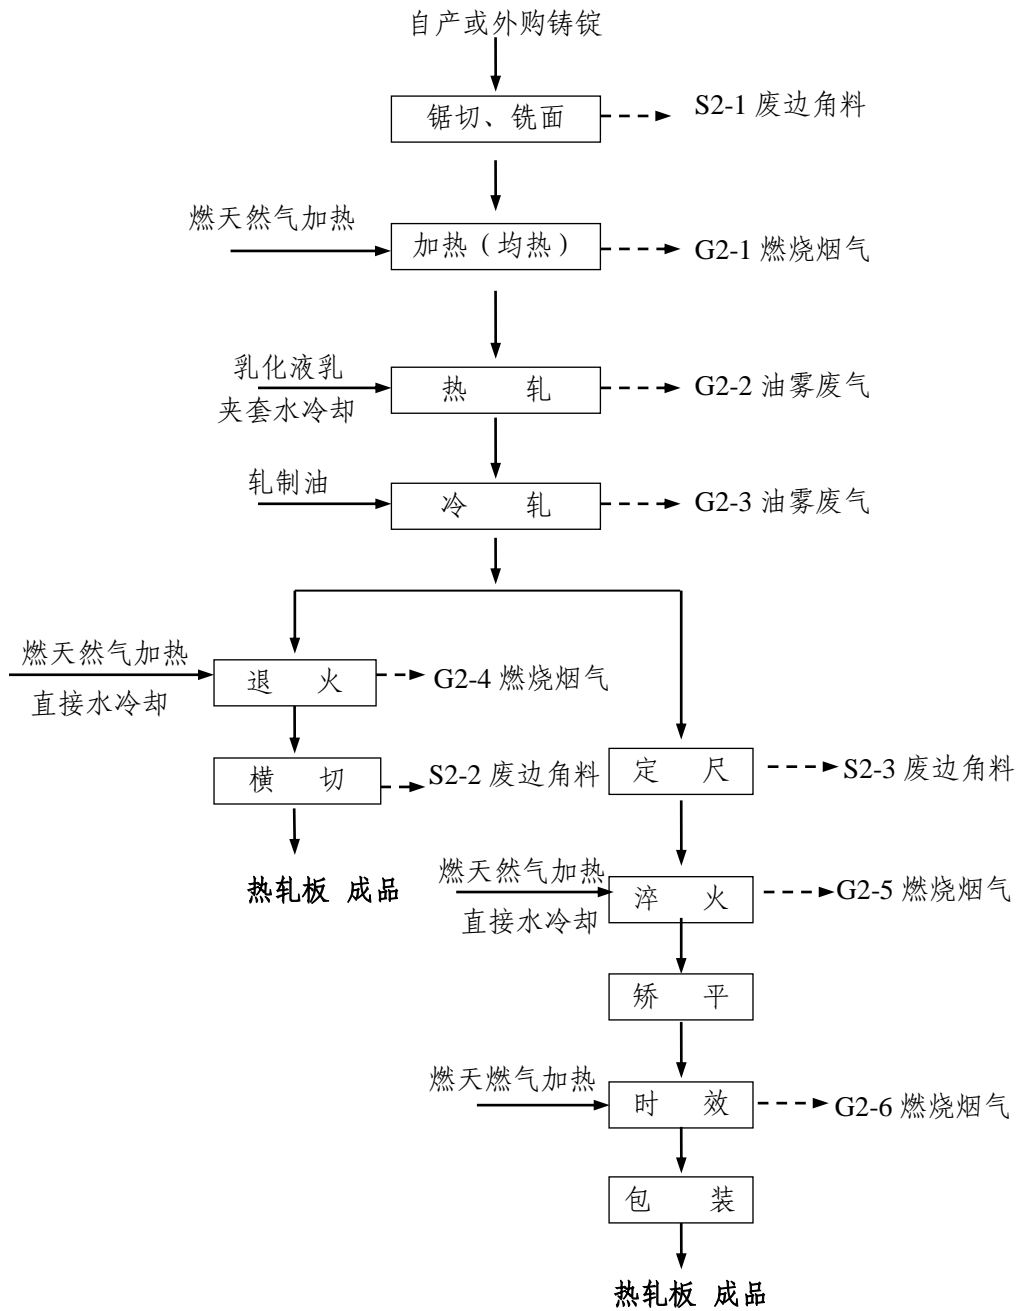 自产或外购铸锭
锯切、铣面
S2-1 废边角料
燃天然气加热
加热（均热）
G2-1 燃烧烟气
乳化液乳
夹套水冷却
热 轧
G2-2 油雾废气
轧制油
冷 轧
G2-3 油雾废气
燃天然气加热
直接水冷却
退 火
G2-4 燃烧烟气
横 切
S2-2 废边角料
定 尺
S2-3 废边角料
热轧板 成品
燃天然气加热
直接水冷却
淬 火
G2-5 燃烧烟气
矫 平
燃天燃气加热
时 效
G2-6 燃烧烟气
包 装
热轧板 成品